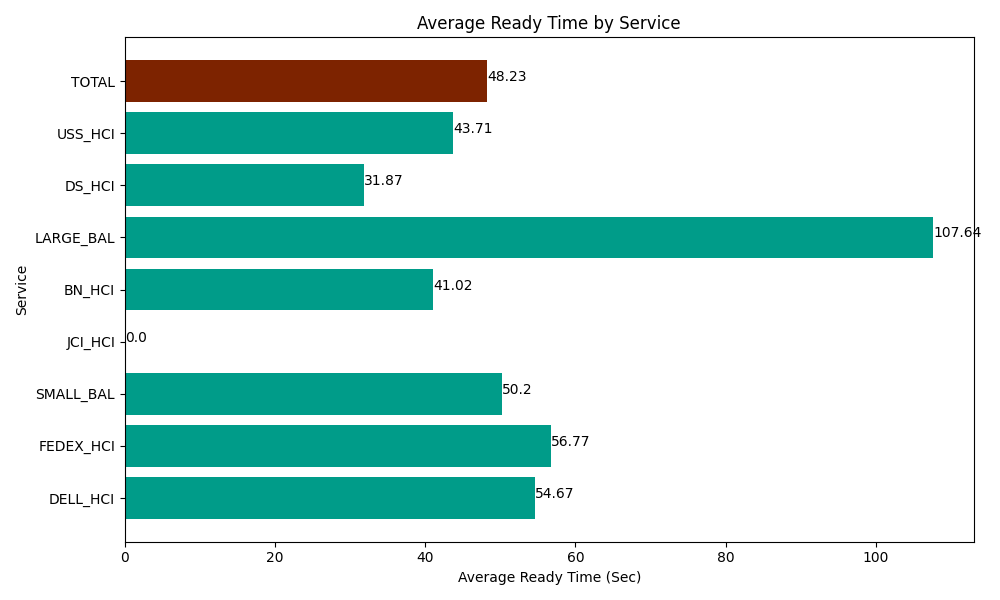 Average Ready Time by Service
Service
TOTAL 48.23
USS_HCI 43.71
DS_HCI 31.87
LARGE_BAL 107.64
BN_HCI 41.02
JCI_HCI 0.0
SMALL_BAL 50.2
FEDEX_HCI 56.77
DELL_HCI 54.67
0 20 40 60 80 100
Average Ready Time (Sec)